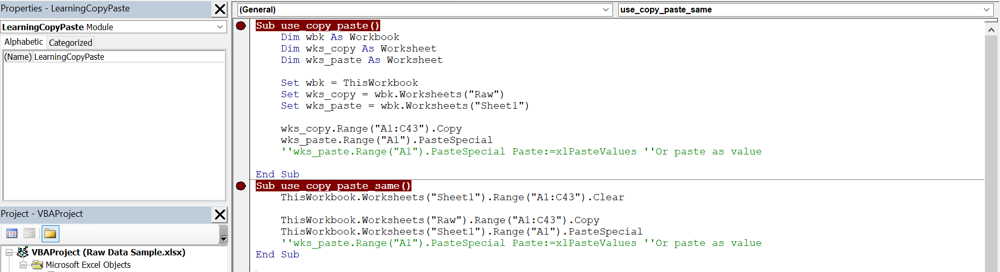 Properties - LearningCopyPaste
LearningCopyPaste Module
Alphabetic Categorized
(Name) LearningCopyPaste
Project - VBAProject
VBAProject (Raw Data Sample.xlsx)
Microsoft Excel Objects
(General)
use_copy_paste_same
Sub use_copy_paste()
    Dim wbk As Workbook
    Dim wks_copy As Worksheet
    Dim wks_paste As Worksheet
    Set wbk = ThisWorkbook
    Set wks_copy = wbk.Worksheets("Raw")
    Set wks_paste = wbk.Worksheets("Sheet1")
    wks_copy.Range("A1:C43").Copy
    wks_paste.Range("A1").PasteSpecial
    ''wks_paste.Range("A1").PasteSpecial Paste:=xlPasteValues ''Or paste as value
End Sub
Sub use_copy_paste_same()
    ThisWorkbook.Worksheets("Sheet1").Range("A1:C43").Clear
    ThisWorkbook.Worksheets("Raw").Range("A1:C43").Copy
    ThisWorkbook.Worksheets("Sheet1").Range("A1").PasteSpecial
    ''wks_paste.Range("A1").PasteSpecial Paste:=xlPasteValues ''Or paste as value
End Sub